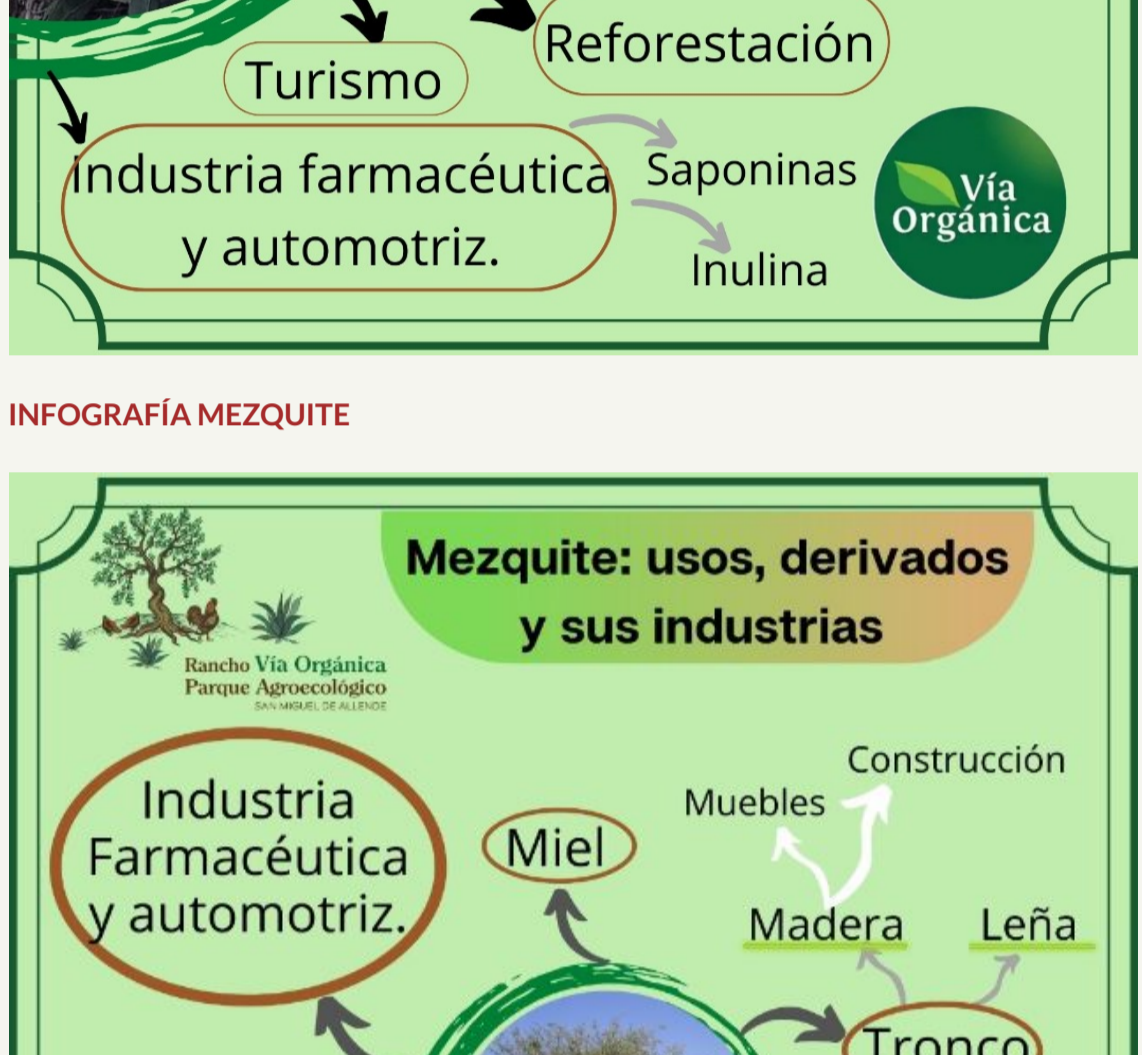 Reforestación
Turismo
Industria farmacéutica
y automotriz.
Saponinas
Inulina
Vía
Orgánica
INFOGRAFÍA MEZQUITE
Mezquite: usos, derivados
y sus industrias
Rancho Vía Orgánica
Parque Agroecológico
SAN MIGUEL DE ALLENDE
Industria
Farmacéutica
y automotriz.
Miel
Construcción
Muebles
Madera
Leña
Tronco